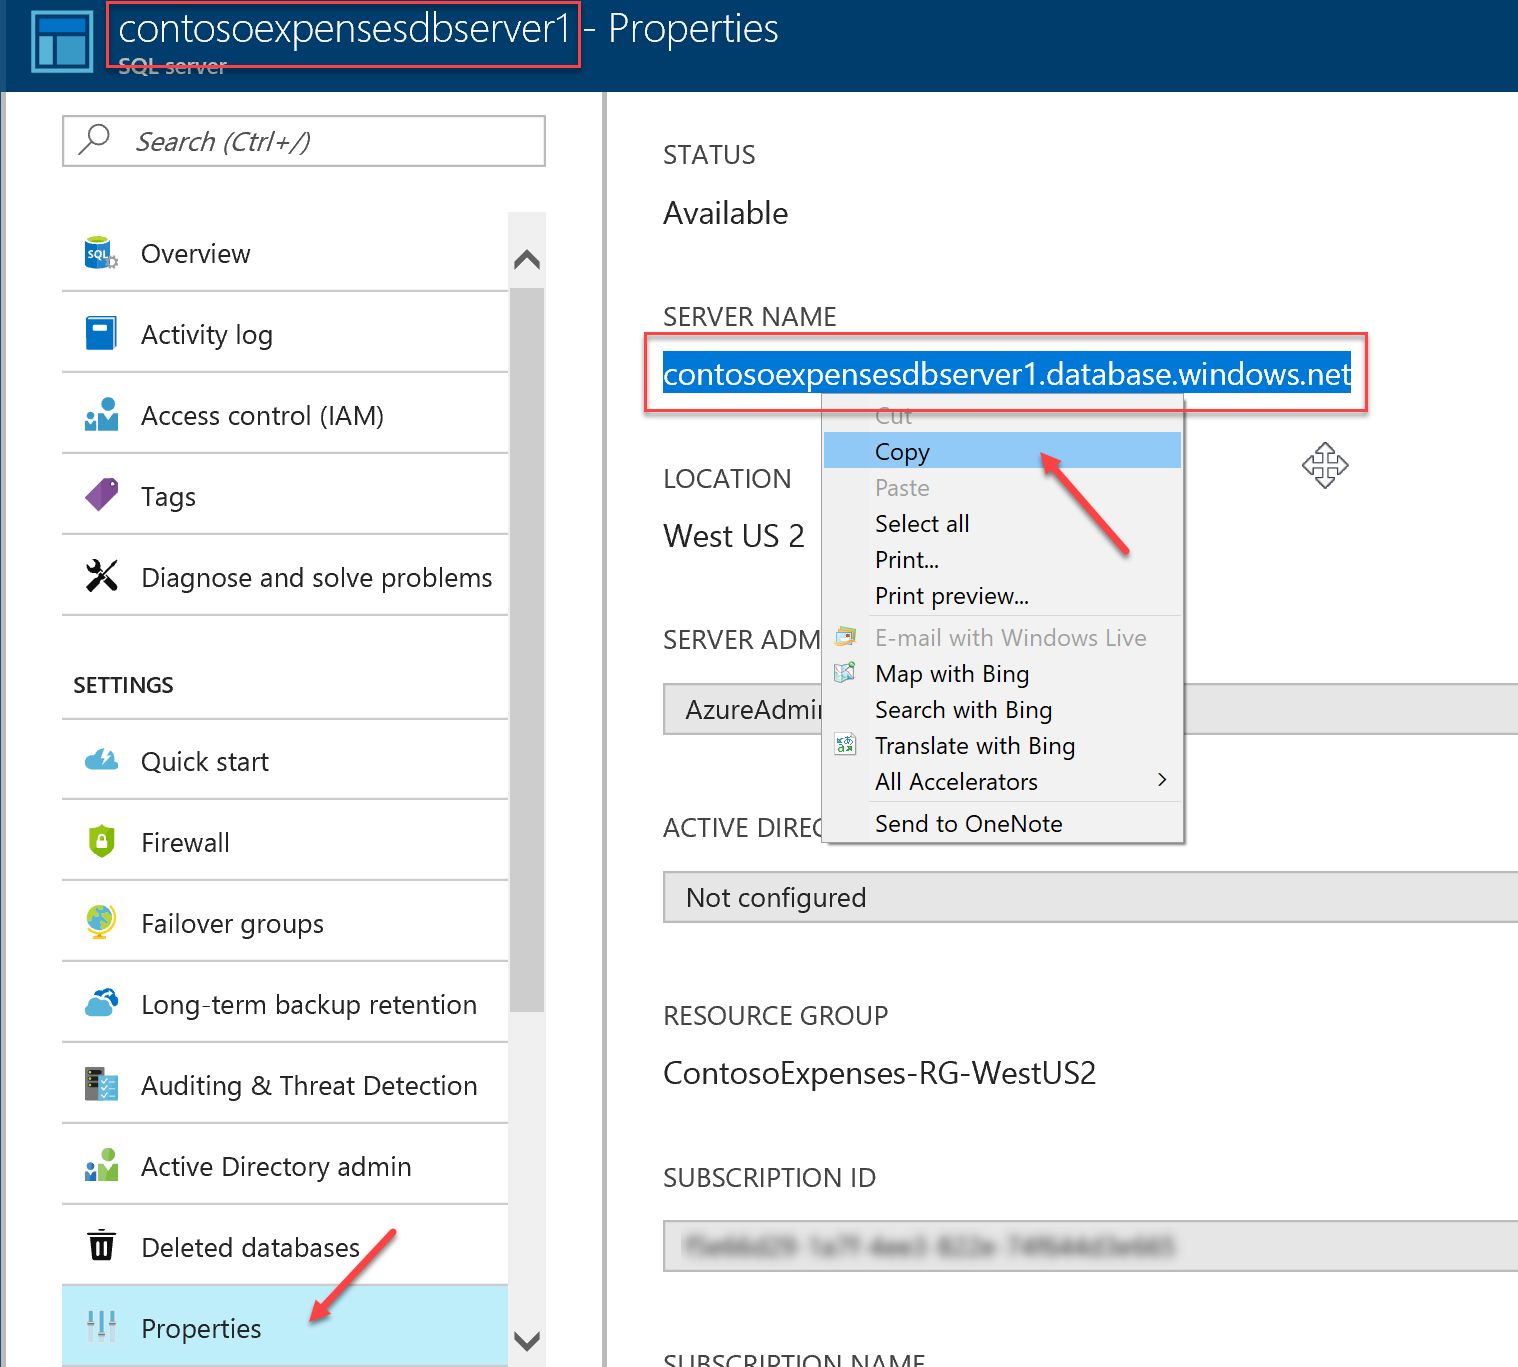 contosoexpensesdbserver1 - Properties
SQL server
Search (Ctrl+/)
SQL
Overview
Activity log
Access control (IAM)
Tags
Diagnose and solve problems
SETTINGS
Quick start
Firewall
Failover groups
Long-term backup retention
Auditing & Threat Detection
Active Directory admin
Deleted databases
Properties
STATUS
Available
SERVER NAME
contosoexpensesdbserver1.database.windows.net
LOCATION
West US 2
SERVER ADM
AzureAdmin
ACTIVE DIREC
Not configured
RESOURCE GROUP
ContosoExpenses-RG-WestUS2
SUBSCRIPTION ID
SUBSCRIPTION NAME
Cut
Copy
Paste
Select all
Print...
Print preview...
E-mail with Windows Live
Map with Bing
Search with Bing
Translate with Bing
All Accelerators
Send to OneNote